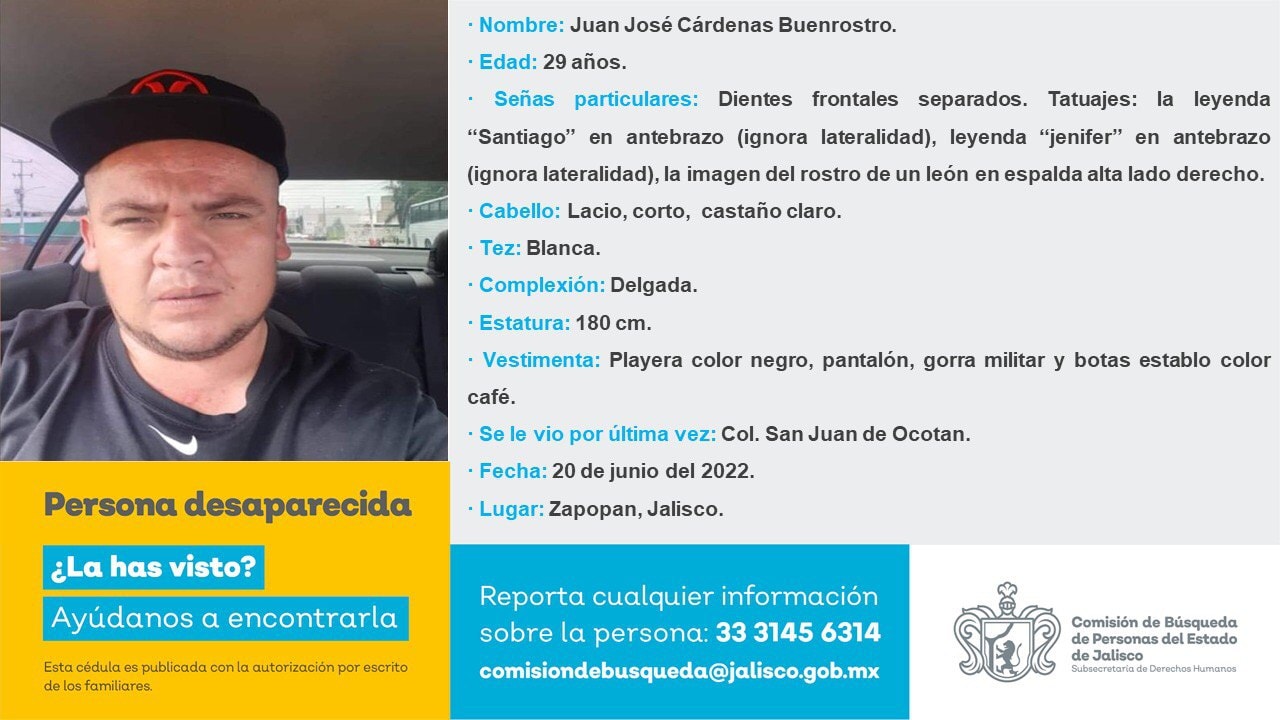 · Nombre: Juan José Cárdenas Buenrostro.
· Edad: 29 años.
· Señas particulares: Dientes frontales separados. Tatuajes: la leyenda
“Santiago” en antebrazo (ignora lateralidad), leyenda “jenifer” en antebrazo
(ignora lateralidad), la imagen del rostro de un león en espalda alta lado derecho.
· Cabello: Lacio, corto, castaño claro.
· Tez: Blanca.
· Complexión: Delgada.
· Estatura: 180 cm.
· Vestimenta: Playera color negro, pantalón, gorra militar y botas establo color
café.
· Se le vio por última vez: Col. San Juan de Ocotan.
· Fecha: 20 de junio del 2022.
· Lugar: Zapopan, Jalisco.
Persona desaparecida
¿La has visto?
Ayúdanos a encontrarla
Esta cédula es publicada con la autorización por escrito
de los familiares.
Reporta cualquier información
sobre la persona: 33 3145 6314
comisiondebusqueda@jalisco.gob.mx
Comisión de Búsqueda
de Personas del Estado
de Jalisco
Subsecretaría de Derechos Humanos